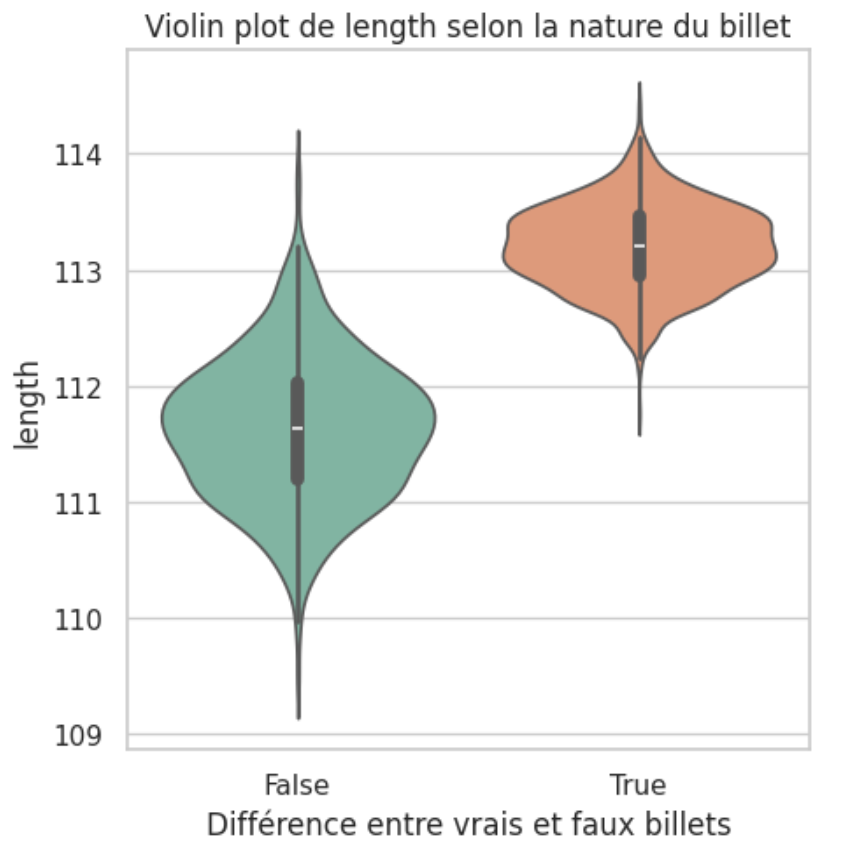 Violin plot de length selon la nature du billet
114
113
112
111
110
109
length
False
True
Différence entre vrais et faux billets